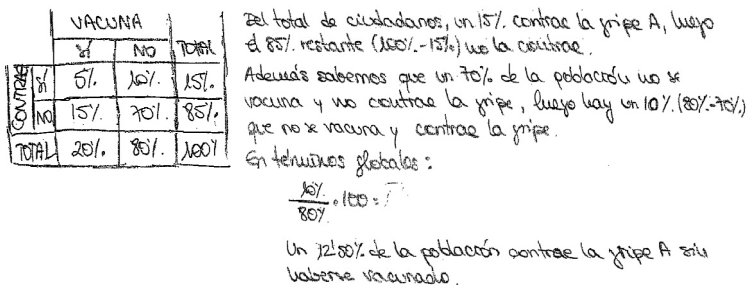 VACUNA
SÍ NO TOTAL
CONTRAE SÍ 5% 10% 15%
NO 15% 70% 85%
TOTAL 20% 80% 100%
Del total de ciudadanos, un 15% contrae la gripe A, luego
el 85% restante (100%-15%) no la contrae.
Además sabemos que un 70% de la población no se
vacuna y no contrae la gripe, luego hay un 10% (80%-70%)
que no se vacuna y contrae la gripe.
En términos globales:
10%
80%
· 100 =
Un 12'50% de la población contrae la gripe A sin
haberse vacunado.